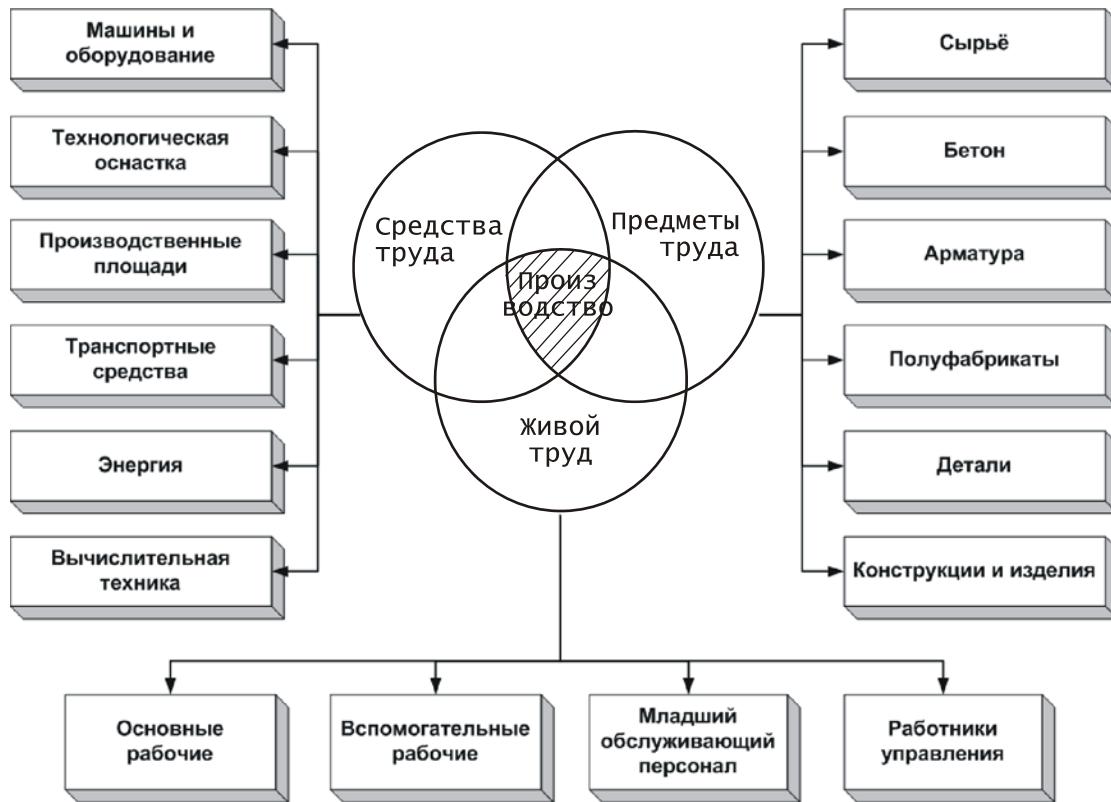 Машины и
оборудование
Технологическая
оснастка
Производственные
площади
Транспортные
средства
Энергия
Вычислительная
техника
Средства
труда
Предметы
труда
Произ
водство
Живой
труд
Сырьё
Бетон
Арматура
Полуфабрикаты
Детали
Конструкции и изделия
Основные
рабочие
Вспомогательные
рабочие
Младший
обслуживающий
персонал
Работники
управления